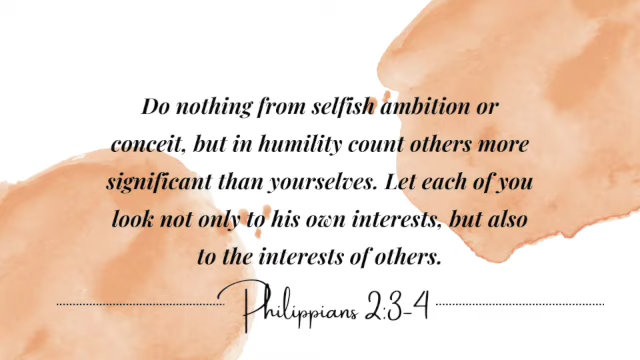 Do nothing from selfish ambition or
conceit, but in humility count others more
significant than yourselves. Let each of you
look not only to his own interests, but also
to the interests of others.
Philippians 2:3-4